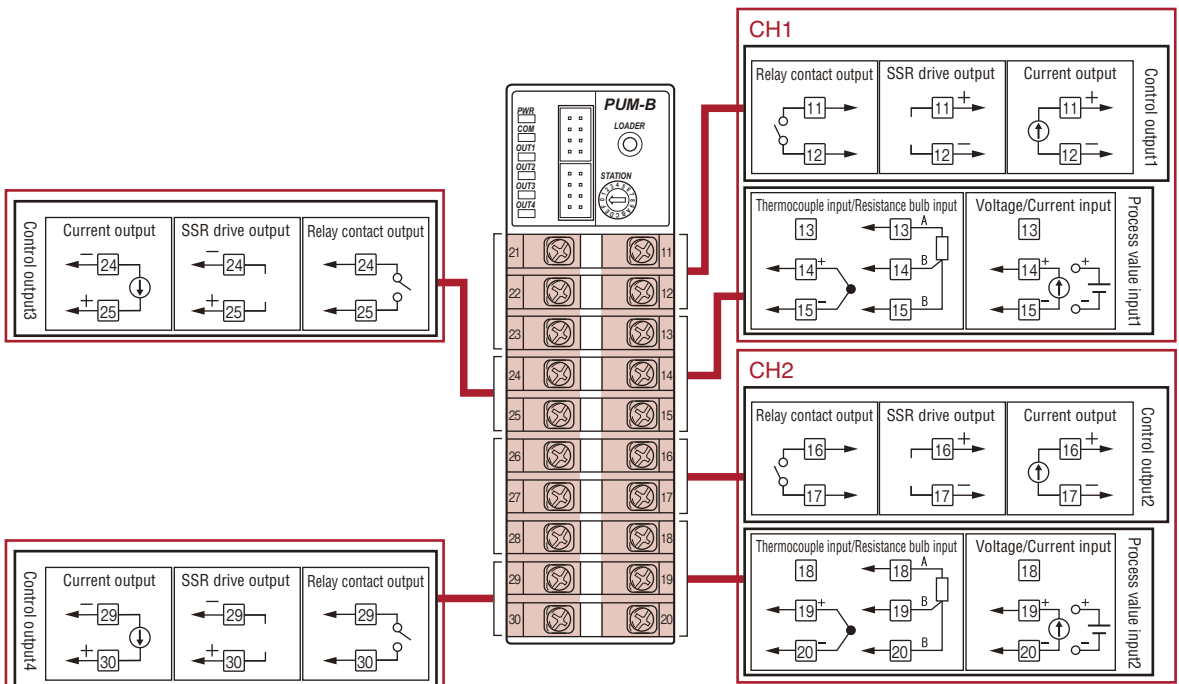 CH1
Relay contact output
SSR drive output
Current output
Control output1
11
12
11 +
12 −
11 +
12 −
Thermocouple input/Resistance bulb input
Voltage/Current input
Process value input1
13
14 +
15 −
13 A
14 B
15 B
13
14 +
15 −
+
−
PWR
COM
OUT1
OUT2
OUT3
OUT4
PUM-B
LOADER
STATION
21
22
23
24
25
26
27
28
29
30
11
12
13
14
15
16
17
18
19
20
Control output3
Current output
SSR drive output
Relay contact output
− 24
+ 25
− 24
+ 25
24
25
CH2
Relay contact output
SSR drive output
Current output
Control output2
16
17
16 +
17 −
16 +
17 −
Thermocouple input/Resistance bulb input
Voltage/Current input
Process value input2
18
19 +
20 −
18 A
19 B
20 B
18
19 +
20 −
+
−
Control output4
Current output
SSR drive output
Relay contact output
− 29
+ 30
− 29
+ 30
29
30